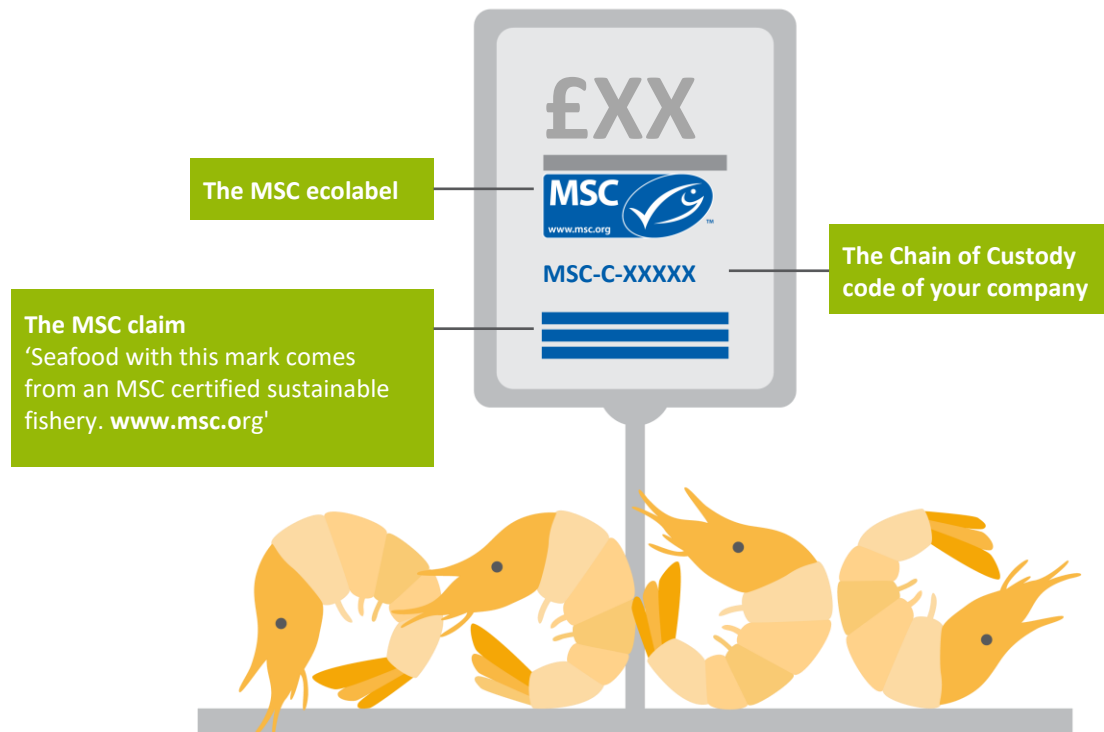 £XX
The MSC ecolabel
MSC
www.msc.org
TM
MSC-C-XXXXX
The Chain of Custody
code of your company
The MSC claim
‘Seafood with this mark comes
from an MSC certified sustainable
fishery. www.msc.org'